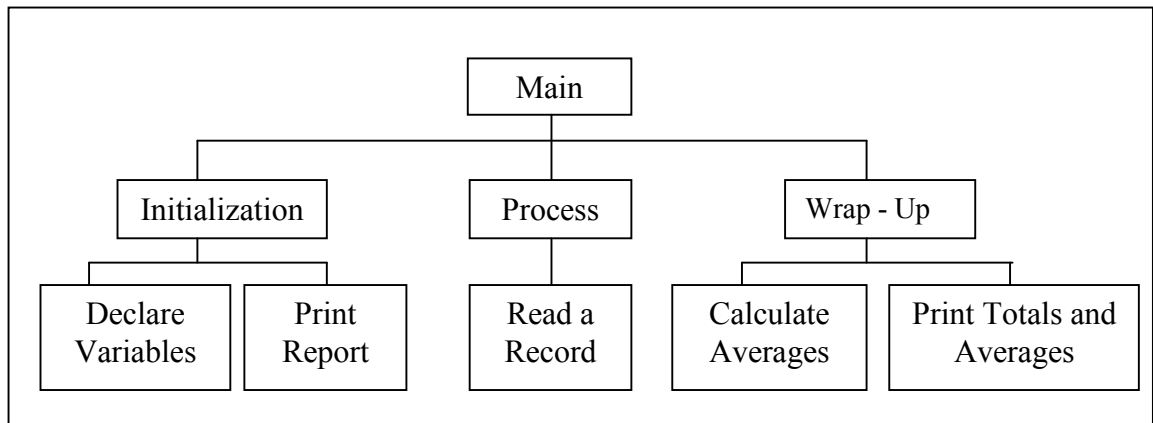 Main
Initialization
Process
Wrap - Up
Declare
Variables
Print
Report
Read a
Record
Calculate
Averages
Print Totals and
Averages